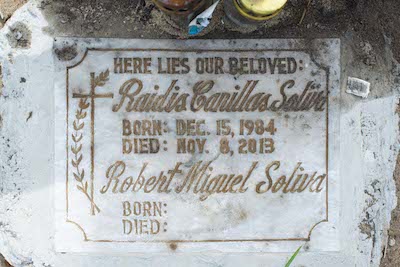 HERE LIES OUR BELOVED:
Raidis Canillas Soliva
BORN: DEC. 15, 1984
DIED: NOV. 8, 2013
Robert Miguel Soliva
BORN:
DIED: